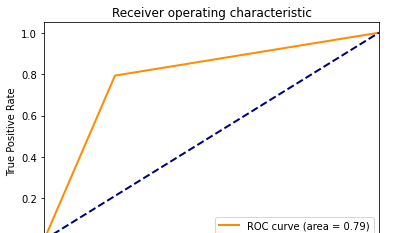 Receiver operating characteristic
1.0
0.8
0.6
0.4
0.2
True Positive Rate
ROC curve (area = 0.79)